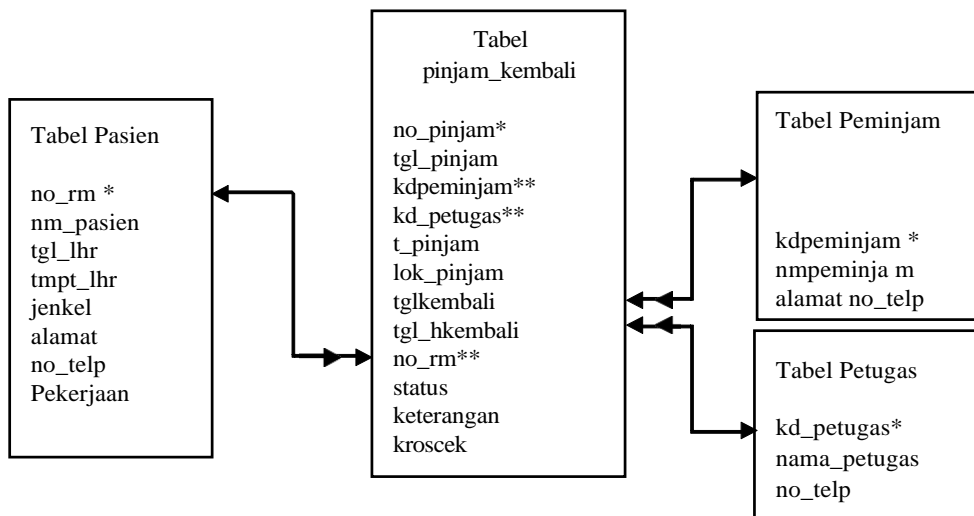 Tabel Pasien
no_rm *
nm_pasien
tgl_lhr
tmpt_lhr
jenkel
alamat
no_telp
Pekerjaan
Tabel
pinjam_kembali
no_pinjam*
tgl_pinjam
kdpeminjam**
kd_petugas**
t_pinjam
lok_pinjam
tglkembali
tgl_hkembali
no_rm**
status
keterangan
kroscek
Tabel Peminjam
kdpeminjam *
nmpeminja m
alamat no_telp
Tabel Petugas
kd_petugas*
nama_petugas
no_telp